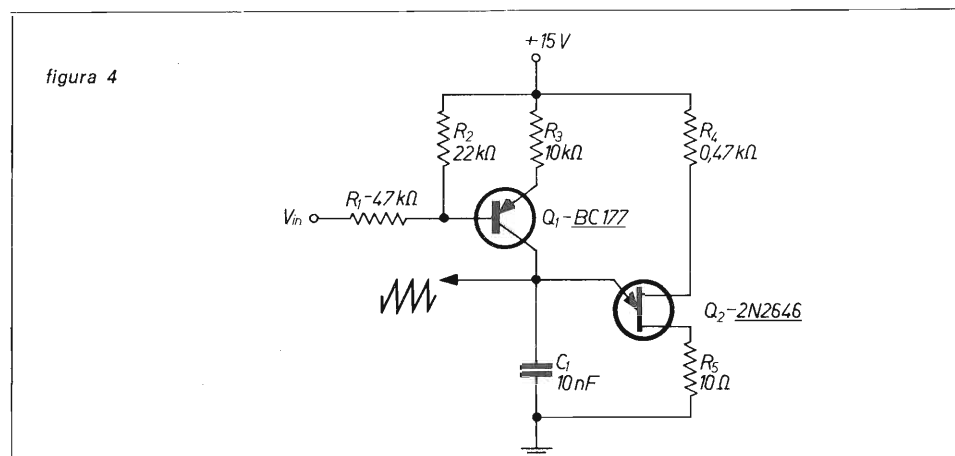 figura 4
+15V
R2
22kΩ
R3
10kΩ
R4
0,47kΩ
R1-47kΩ
Vin
Q1-BC177
Q2-2N2646
C1
10nF
R5
10Ω